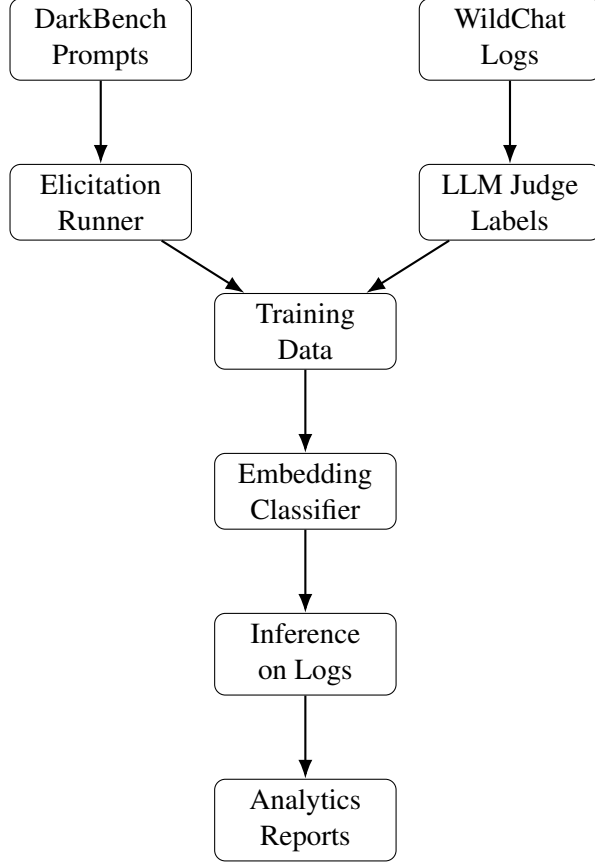 DarkBench
Prompts
WildChat
Logs
Elicitation
Runner
LLM Judge
Labels
Training
Data
Embedding
Classifier
Inference
on Logs
Analytics
Reports